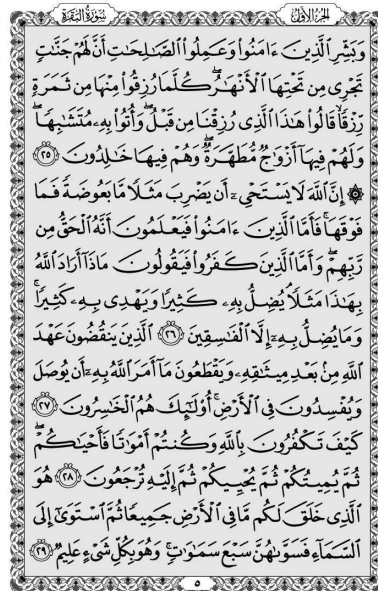 الجزء الأول سورة البقرة
وَبَشِّرِ ٱلَّذِينَ ءَامَنُوا۟ وَعَمِلُوا۟ ٱلصَّـٰلِحَـٰتِ أَنَّ لَهُمْ جَنَّـٰتٍ
تَجْرِى مِن تَحْتِهَا ٱلْأَنْهَـٰرُ ۖ كُلَّمَا رُزِقُوا۟ مِنْهَا مِن ثَمَرَةٍ
رِّزْقًا ۙ قَالُوا۟ هَـٰذَا ٱلَّذِى رُزِقْنَا مِن قَبْلُ ۖ وَأُتُوا۟ بِهِۦ مُتَشَـٰبِهًا ۖ
وَلَهُمْ فِيهَآ أَزْوَٰجٌ مُّطَهَّرَةٌ ۖ وَهُمْ فِيهَا خَـٰلِدُونَ ﴿٢٥﴾
۞ إِنَّ ٱللَّهَ لَا يَسْتَحْىِۦٓ أَن يَضْرِبَ مَثَلًا مَّا بَعُوضَةً فَمَا
فَوْقَهَا ۚ فَأَمَّا ٱلَّذِينَ ءَامَنُوا۟ فَيَعْلَمُونَ أَنَّهُ ٱلْحَقُّ مِن
رَّبِّهِمْ ۖ وَأَمَّا ٱلَّذِينَ كَفَرُوا۟ فَيَقُولُونَ مَاذَآ أَرَادَ ٱللَّهُ
بِهَـٰذَا مَثَلًا ۘ يُضِلُّ بِهِۦ كَثِيرًا وَيَهْدِى بِهِۦ كَثِيرًا ۚ
وَمَا يُضِلُّ بِهِۦٓ إِلَّا ٱلْفَـٰسِقِينَ ﴿٢٦﴾ ٱلَّذِينَ يَنقُضُونَ عَهْدَ
ٱللَّهِ مِنۢ بَعْدِ مِيثَـٰقِهِۦ وَيَقْطَعُونَ مَآ أَمَرَ ٱللَّهُ بِهِۦٓ أَن يُوصَلَ
وَيُفْسِدُونَ فِى ٱلْأَرْضِ ۚ أُو۟لَـٰٓئِكَ هُمُ ٱلْخَـٰسِرُونَ ﴿٢٧﴾
كَيْفَ تَكْفُرُونَ بِٱللَّهِ وَكُنتُمْ أَمْوَٰتًا فَأَحْيَـٰكُمْ ۖ
ثُمَّ يُمِيتُكُمْ ثُمَّ يُحْيِيكُمْ ثُمَّ إِلَيْهِ تُرْجَعُونَ ﴿٢٨﴾ هُوَ
ٱلَّذِى خَلَقَ لَكُم مَّا فِى ٱلْأَرْضِ جَمِيعًا ثُمَّ ٱسْتَوَىٰٓ إِلَى
ٱلسَّمَآءِ فَسَوَّىٰهُنَّ سَبْعَ سَمَـٰوَٰتٍ ۚ وَهُوَ بِكُلِّ شَىْءٍ عَلِيمٌ ﴿٢٩﴾
٥